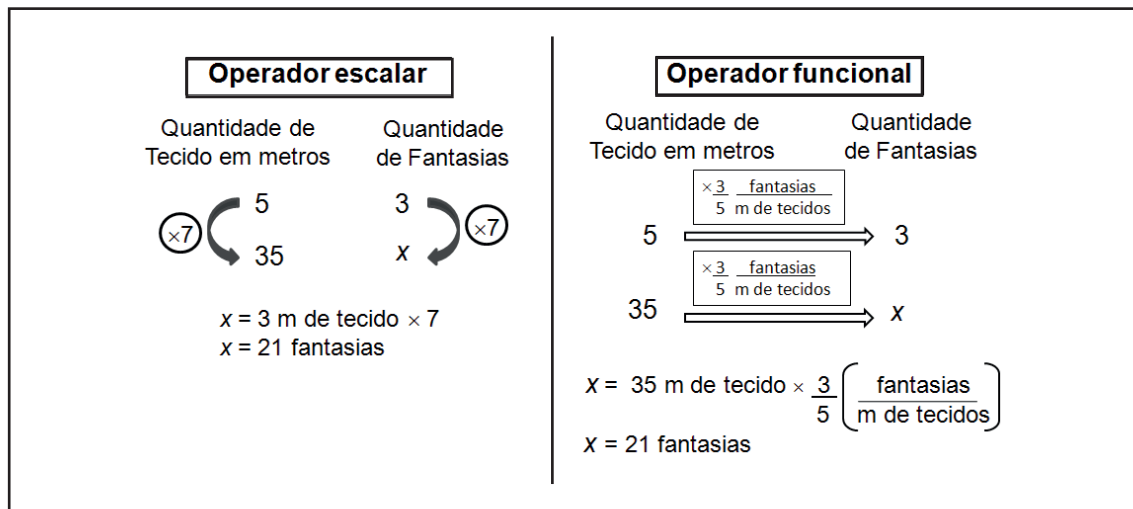 Operador escalar
Quantidade de
Tecido em metros
Quantidade
de Fantasias
5
3
×7
×7
35
x
x = 3 m de tecido × 7
x = 21 fantasias
Operador funcional
Quantidade de
Tecido em metros
Quantidade
de Fantasias
×3 fantasias
5 m de tecidos
5
3
×3 fantasias
5 m de tecidos
35
x
x = 35 m de tecido × 3 fantasias
5 m de tecidos
x = 21 fantasias